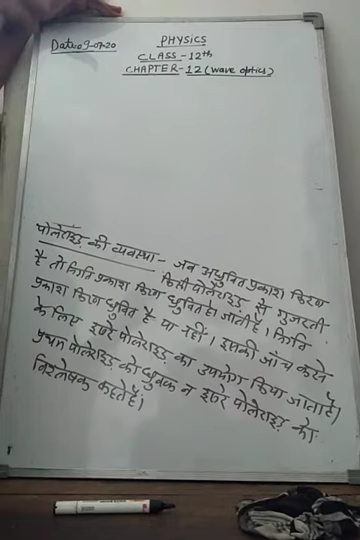 Date:09-07-20
PHYSICS
CLASS-12th
CHAPTER-12(wave optics)
पोलेराॅइड की व्यवस्था - जब अध्रुवित प्रकाश किरण
किसी पोलेराॅइड से गुजरती
है तो निर्गत प्रकाश किरण ध्रुवित हो जाती है। निर्गत
प्रकाश किरण ध्रुवित है या नहीं। इसकी जाँच करने
के लिए दूसरे पोलेराॅइड का उपयोग किया जाता है।
प्रथम पोलेराॅइड को ध्रुवक न दूसरे पोलेराॅइड को
विश्लेषक कहते हैं।